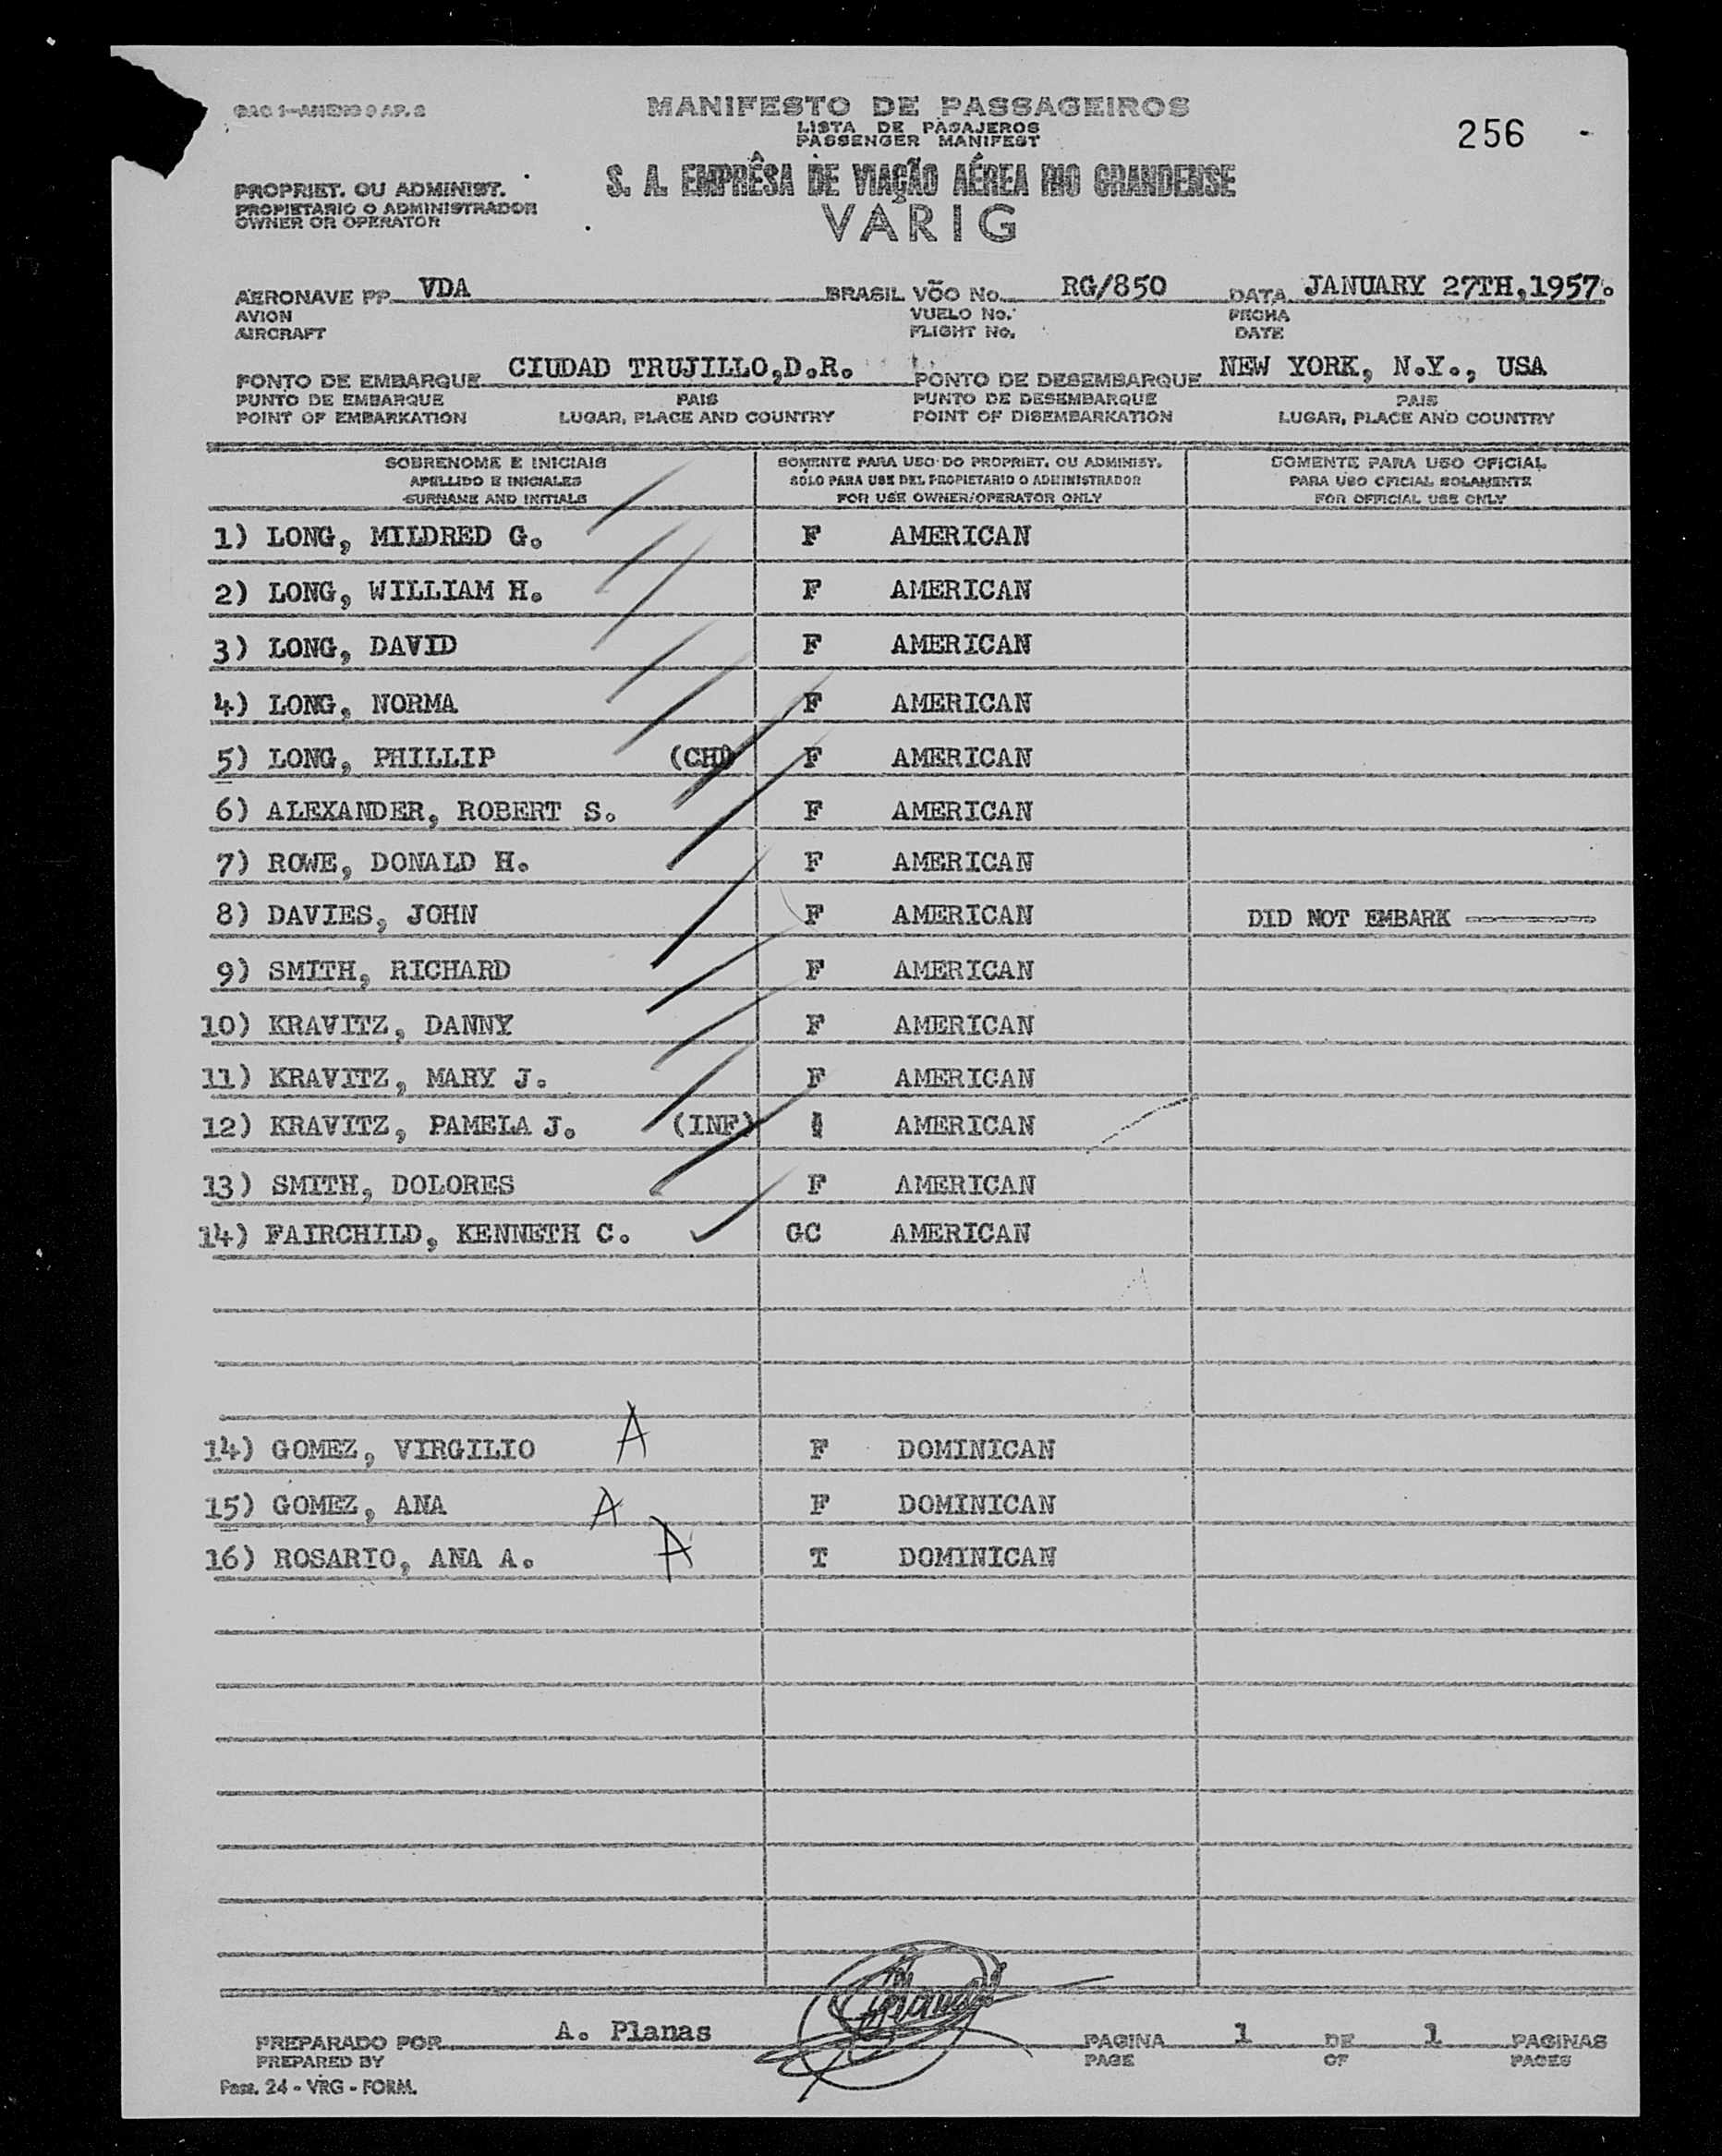 OAC 1-ANEXO 9 AP. 2
MANIFESTO DE PASSAGEIROS
LISTA DE PASAJEROS
PASSENGER MANIFEST
256
S. A. EMPRÊSA DE VIAÇÃO AÉREA RIO GRANDENSE
VARIG
PROPRIET. OU ADMINIST.
PROPIETARIO O ADMINISTRADOR
OWNER OR OPERATOR
AERONAVE PP VDA BRASIL VÕO No. RG/850 DATA JANUARY 27TH,1957.
AVION VUELO No. FECHA
AIRCRAFT FLIGHT No. DATE
PONTO DE EMBARQUE CIUDAD TRUJILLO,D.R. PONTO DE DESEMBARQUE NEW YORK, N.Y., USA
PUNTO DE EMBARQUE PAIS PUNTO DE DESEMBARQUE PAIS
POINT OF EMBARKATION LUGAR, PLACE AND COUNTRY POINT OF DISEMBARKATION LUGAR, PLACE AND COUNTRY
SOBRENOME E INICIAIS SOMENTE PARA USO DO PROPRIET. OU ADMINIST. SOMENTE PARA USO OFICIAL
APELLIDO E INICIALES SÓLO PARA USE DEL PROPIETARIO O ADMINISTRADOR PARA USO OFICIAL SOLAMENTE
SURNAME AND INITIALS FOR USE OWNER/OPERATOR ONLY FOR OFFICIAL USE ONLY
1) LONG, MILDRED G. F AMERICAN
2) LONG, WILLIAM H. F AMERICAN
3) LONG, DAVID F AMERICAN
4) LONG, NORMA F AMERICAN
5) LONG, PHILLIP (CHD) F AMERICAN
6) ALEXANDER, ROBERT S. F AMERICAN
7) ROWE, DONALD H. F AMERICAN
8) DAVIES, JOHN F AMERICAN DID NOT EMBARK
9) SMITH, RICHARD F AMERICAN
10) KRAVITZ, DANNY F AMERICAN
11) KRAVITZ, MARY J. F AMERICAN
12) KRAVITZ, PAMELA J. (INF) AMERICAN
13) SMITH, DOLORES F AMERICAN
14) FAIRCHILD, KENNETH C. GC AMERICAN
14) GOMEZ, VIRGILIO A F DOMINICAN
15) GOMEZ, ANA A F DOMINICAN
16) ROSARIO, ANA A. A T DOMINICAN
PREPARADO POR A. Planas PAGINA 1 DE 1 PAGINAS
PREPARED BY PAGE OF PAGES
Pass. 24 - VRG - FORM.